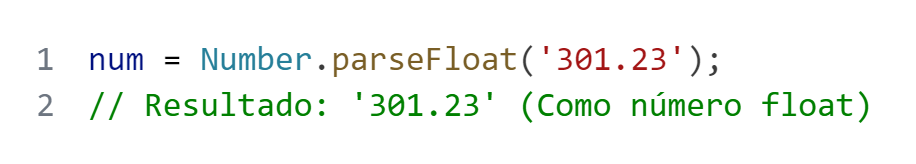 1 num = Number.parseFloat('301.23');
2 // Resultado: '301.23' (Como número float)